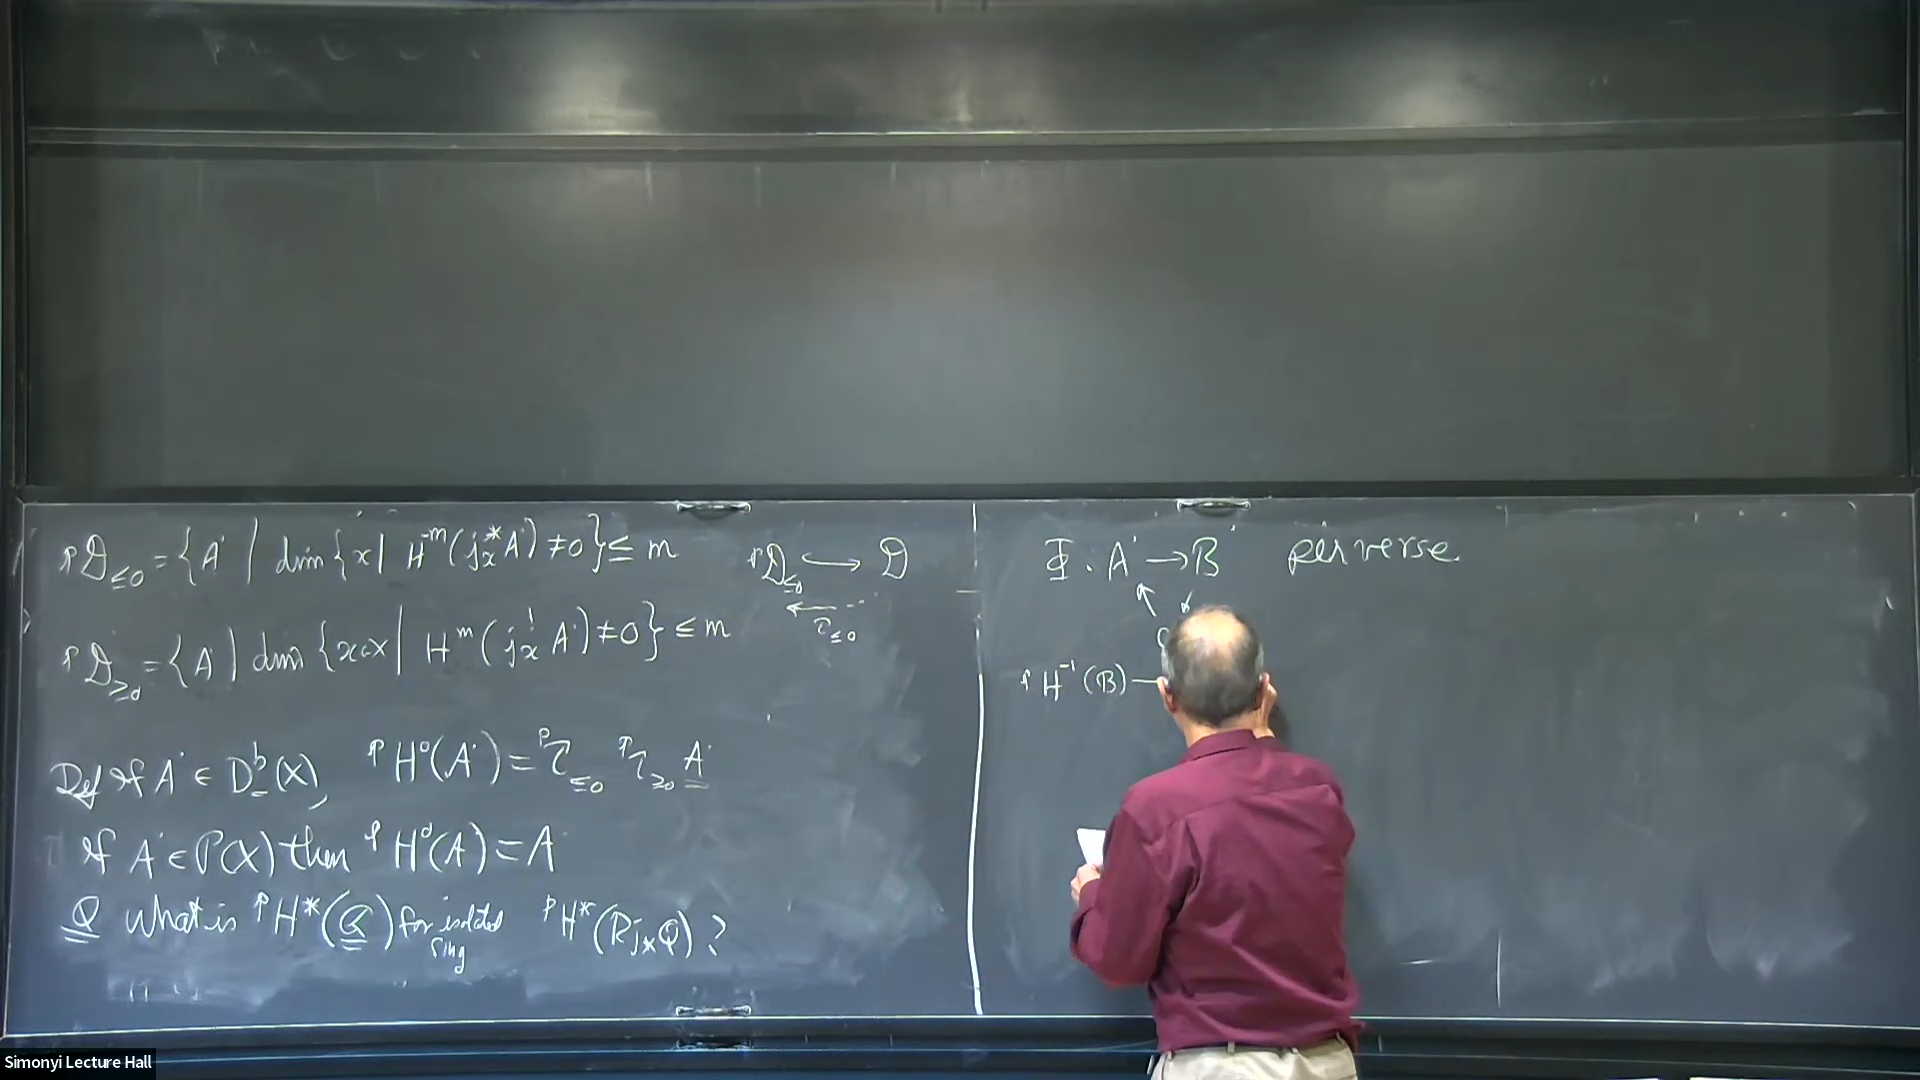 ᵖD≤0 = {A˙ | dim {x | H⁻ᵐ(jₓ* A˙) ≠ 0} ≤ m
ᵖD≤0 ↪ D
← τ≤0
ᵖD≥0 = {A | dim {x∈X | Hᵐ(jₓ! A˙) ≠ 0} ≤ m
Def If A˙ ∈ Dᵇ(X), ᵖH⁰(A˙) = ᵖτ≤0 ᵖτ≥0 A˙
If A˙ ∈ P(X) then ᵖH⁰(A) = A˙
Q What is ᵖH*(Q) for isolated sing ᵖH*(Rj*Q) ?
Φ. A˙ → B˙ perverse
ᵖH⁻¹(B) —
Simonyi Lecture Hall